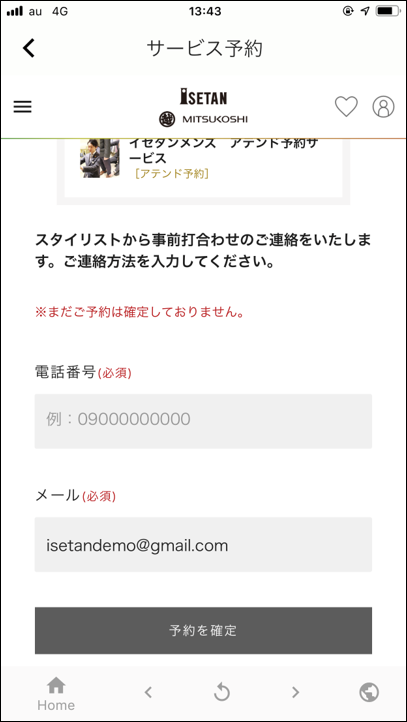 au 4G 13:43
サービス予約
ISETAN
MITSUKOSHI
イセタンメンズ　アテンド予約サ
ービス
［アテンド予約］
スタイリストから事前打合わせのご連絡をいたしま
す。ご連絡方法を入力してください。
※まだご予約は確定しておりません。
電話番号(必須)
例：09000000000
メール(必須)
isetandemo@gmail.com
予約を確定
Home